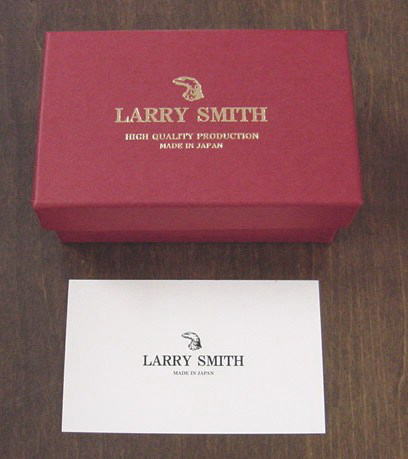 LARRY SMITH
HIGH QUALITY PRODUCTION
MADE IN JAPAN
LARRY SMITH
MADE IN JAPAN